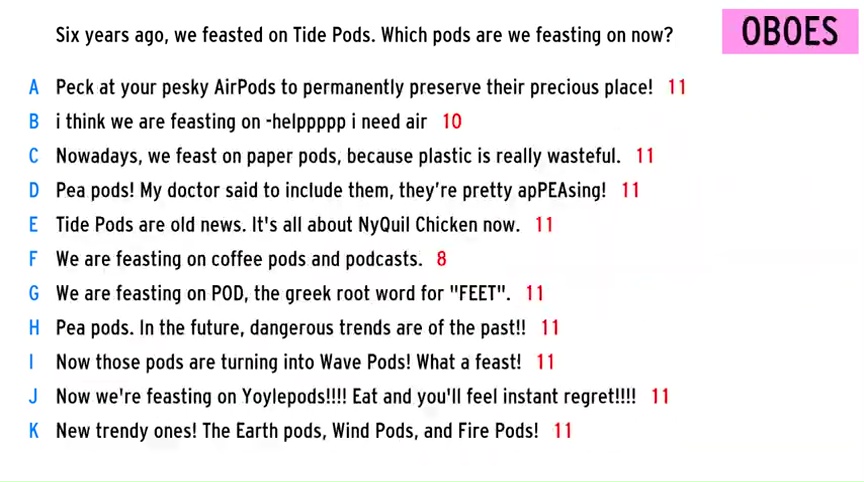 Six years ago, we feasted on Tide Pods. Which pods are we feasting on now?
OBOES
A Peck at your pesky AirPods to permanently preserve their precious place! 11
B i think we are feasting on -helppppp i need air 10
C Nowadays, we feast on paper pods, because plastic is really wasteful. 11
D Pea pods! My doctor said to include them, they're pretty apPEAsing! 11
E Tide Pods are old news. It's all about NyQuil Chicken now. 11
F We are feasting on coffee pods and podcasts. 8
G We are feasting on POD, the greek root word for "FEET". 11
H Pea pods. In the future, dangerous trends are of the past!! 11
I Now those pods are turning into Wave Pods! What a feast! 11
J Now we're feasting on Yoylepods!!!! Eat and you'll feel instant regret!!!! 11
K New trendy ones! The Earth pods, Wind Pods, and Fire Pods! 11